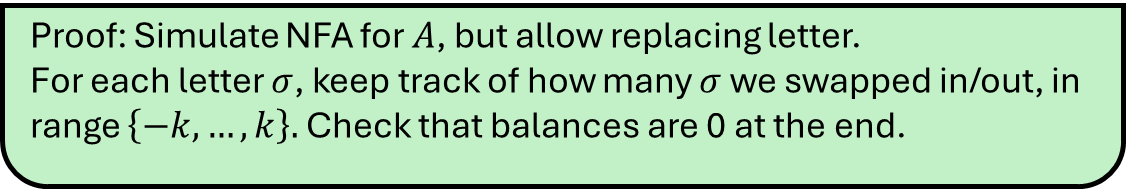 Proof: Simulate NFA for 𝐴, but allow replacing letter.
For each letter 𝜎, keep track of how many 𝜎 we swapped in/out, in
range {−𝑘, … , 𝑘}. Check that balances are 0 at the end.